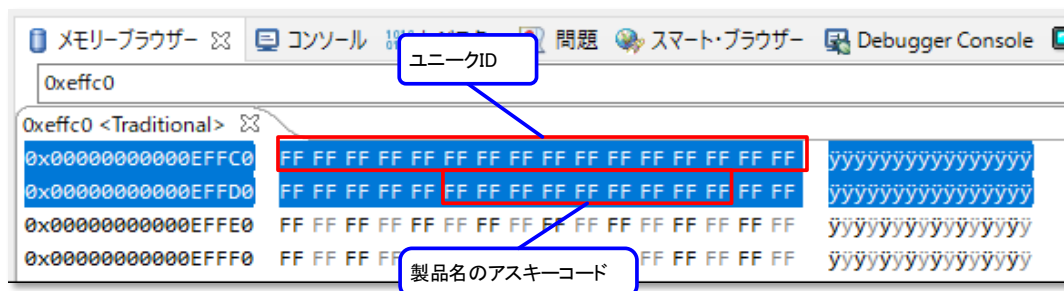 メモリーブラウザー コンソール 問題 スマート・ブラウザー Debugger Console
ユニークID
0xeffc0
0xeffc0 <Traditional>
0x00000000000EFFC0 FF FF FF FF FF FF FF FF FF FF FF FF FF FF FF FF ÿÿÿÿÿÿÿÿÿÿÿÿÿÿÿÿ
0x00000000000EFFD0 FF FF FF FF FF FF FF FF FF FF FF FF FF FF FF FF ÿÿÿÿÿÿÿÿÿÿÿÿÿÿÿÿ
0x00000000000EFFE0 FF FF FF FF FF FF FF FF FF FF FF FF FF FF FF FF ÿÿÿÿÿÿÿÿÿÿÿÿÿÿÿÿ
0x00000000000EFFF0 FF FF FF FF FF FF FF FF FF ÿÿÿÿÿÿÿÿÿÿÿÿÿÿÿÿ
製品名のアスキーコード